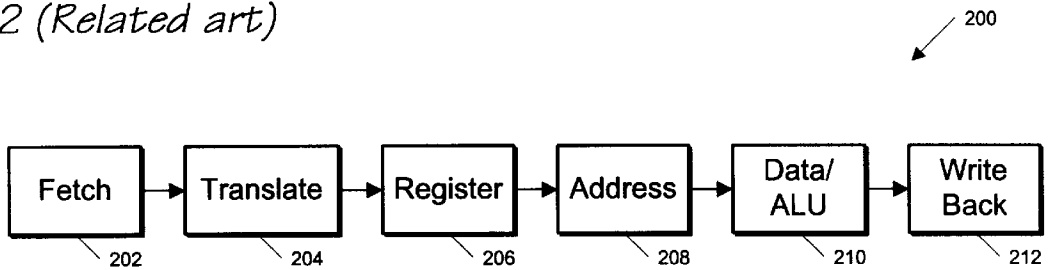 2 (Related art)
200
Fetch
Translate
Register
Address
Data/
ALU
Write
Back
202
204
206
208
210
212